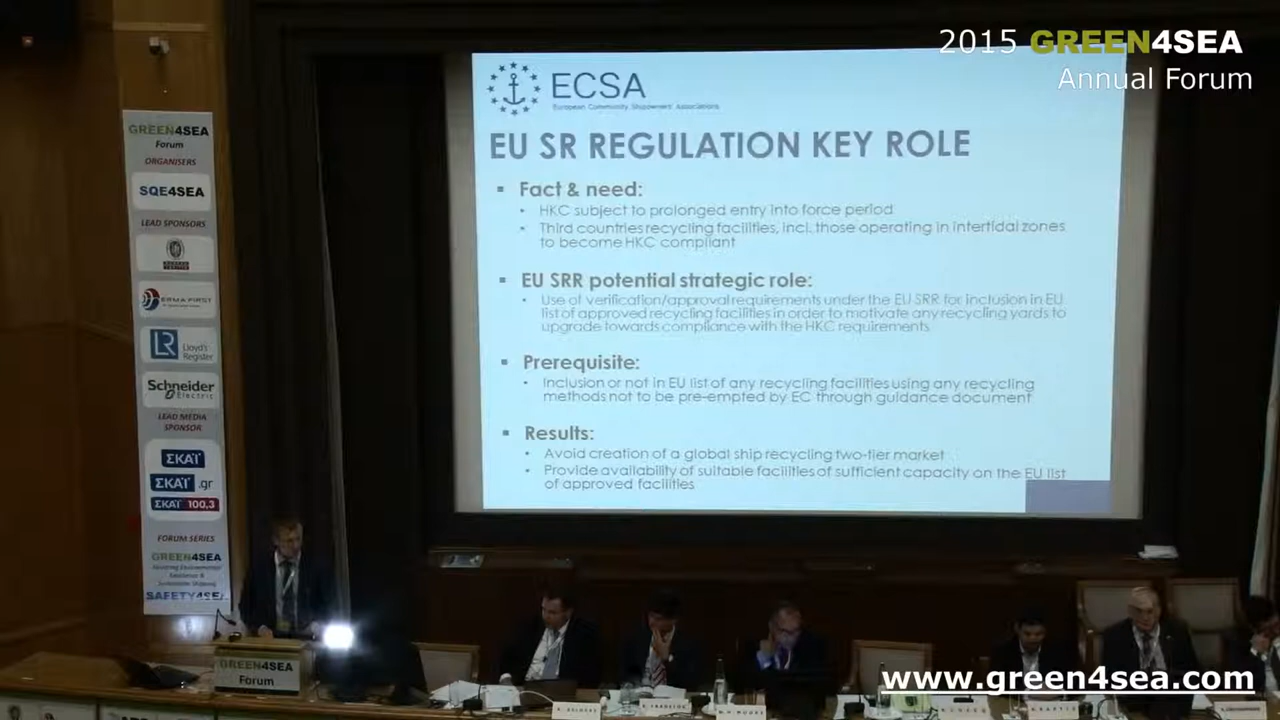 2015 GREEN4SEA
Annual Forum
ECSA
European Community Shipowners' Associations
EU SR REGULATION KEY ROLE
Fact & need:
HKC subject to prolonged entry into force period
Third countries recycling facilities, incl. those operating in intertidal zones
to become HKC compliant
EU SRR potential strategic role:
Use of verification/approval requirements under the EU SRR for inclusion in EU
list of approved recycling facilities in order to motivate any recycling yards to
upgrade towards compliance with the HKC requirements
Prerequisite:
Inclusion or not in EU list of any recycling facilities using any recycling
methods not to be pre-empted by EC through guidance document
Results:
Avoid creation of a global ship recycling two-tier market
Provide availability of suitable facilities of sufficient capacity on the EU list
of approved facilities
GREEN4SEA
Forum
ORGANISERS
SQE4SEA
LEAD SPONSORS
ERMA FIRST
LR Lloyd's
Register
Schneider
Electric
LEAD MEDIA
SPONSOR
ΣΚΑΪ
ΣΚΑΪ .gr
ΣΚΑΪ 100,3
FORUM SERIES
GREEN4SEA
SAFETY4SEA
GREEN4SEA
Forum
www.green4sea.com